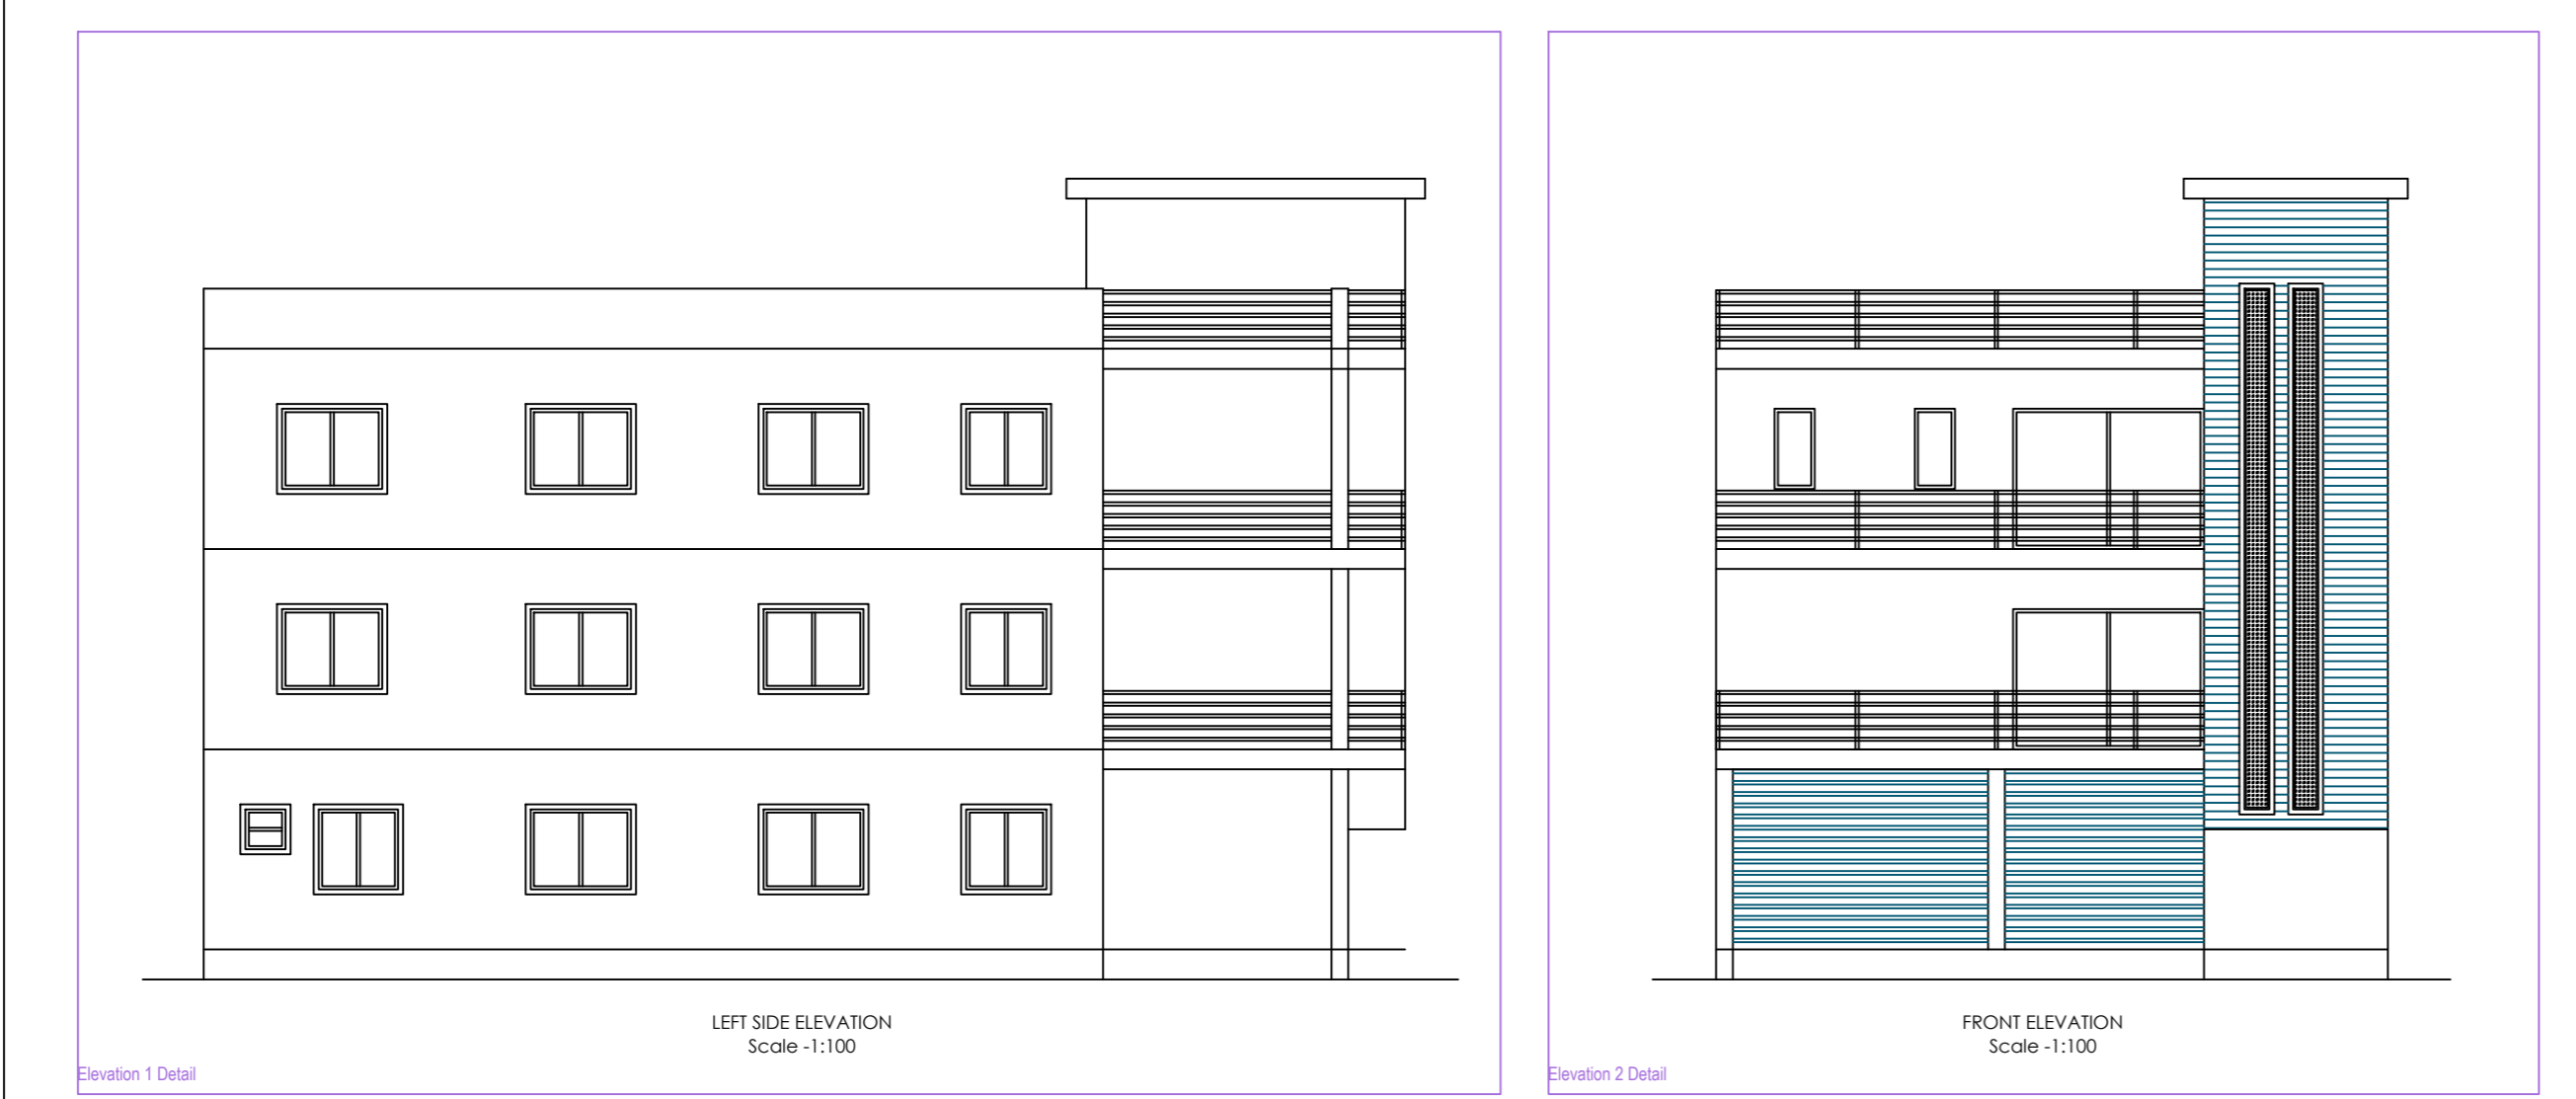 LEFT SIDE ELEVATION
Scale -1:100
Elevation 1 Detail
FRONT ELEVATION
Scale -1:100
Elevation 2 Detail